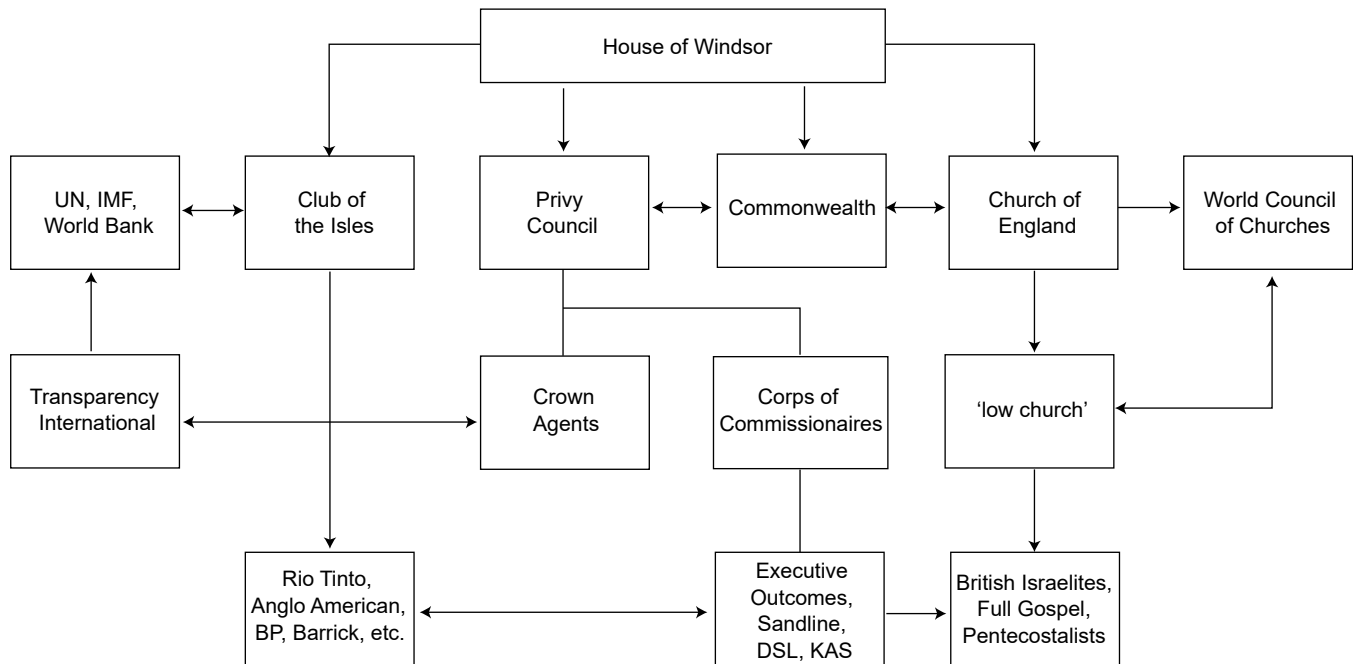 House of Windsor
UN, IMF,
World Bank
Club of
the Isles
Privy
Council
Commonwealth
Church of
England
World Council
of Churches
Transparency
International
Crown
Agents
Corps of
Commissionaires
‘low church’
Rio Tinto,
Anglo American,
BP, Barrick, etc.
Executive
Outcomes,
Sandline,
DSL, KAS
British Israelites,
Full Gospel,
Pentecostalists